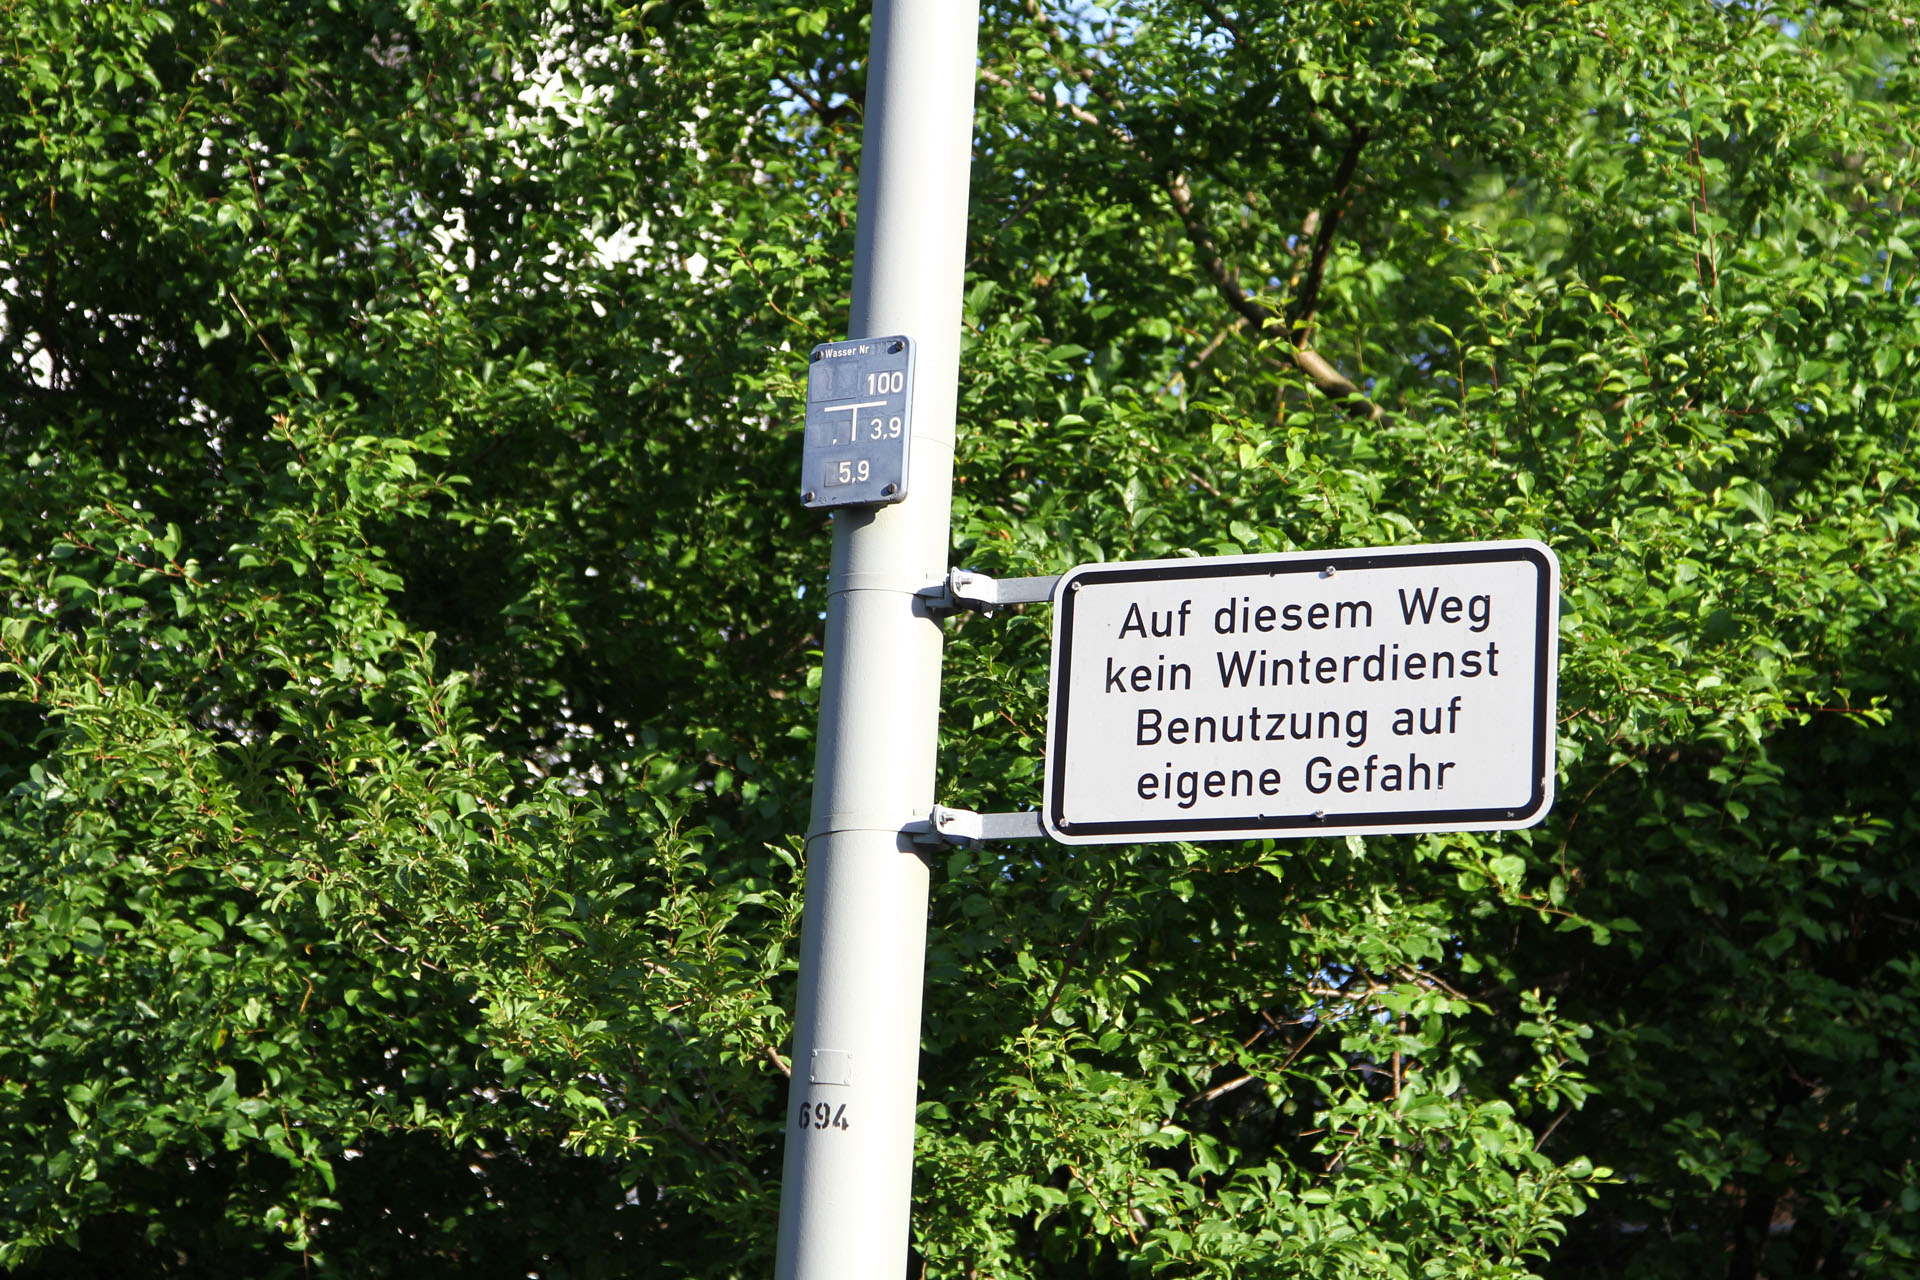 Wasser Nr
100
, 3,9
5,9
Auf diesem Weg
kein Winterdienst
Benutzung auf
eigene Gefahr
694